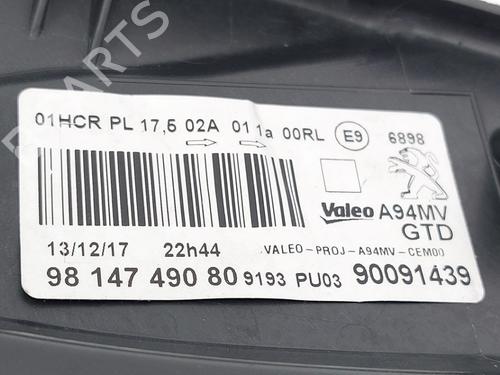 PARTS
01HCR PL 17,5 02A 01 1a 00RL E9 6898
Valeo A94MV
GTD
13/12/17 22h44 VALEO-PROJ-A94MV-CEM00
98 147 490 80 9193 PU03 90091439